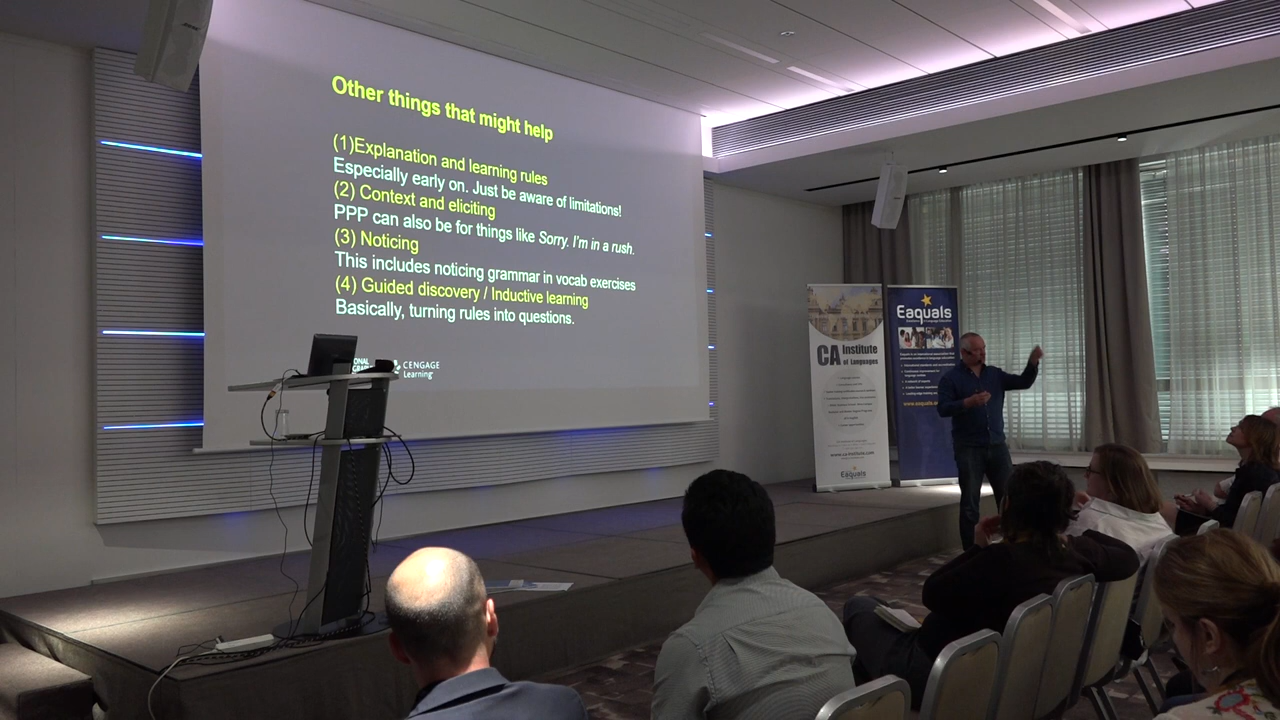 Other things that might help
(1)Explanation and learning rules
Especially early on. Just be aware of limitations!
(2) Context and eliciting
PPP can also be for things like Sorry. I'm in a rush.
(3) Noticing
This includes noticing grammar in vocab exercises
(4) Guided discovery / Inductive learning
Basically, turning rules into questions.
CENGAGE
Learning
CA Institute
of Languages
Eaquals
Eaquals